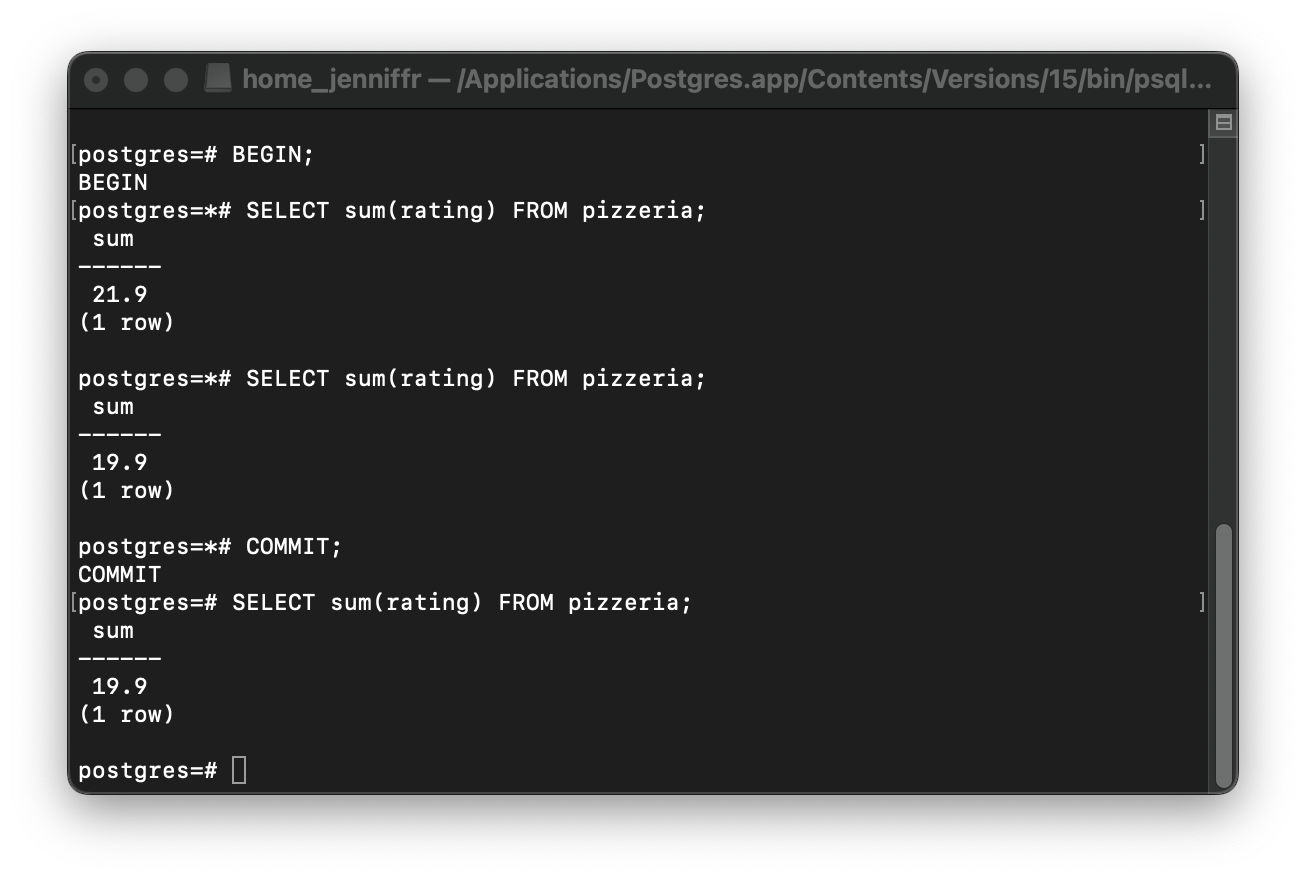 home_jenniffr — /Applications/Postgres.app/Contents/Versions/15/bin/psql...
[postgres=# BEGIN; ]
BEGIN
[postgres=*# SELECT sum(rating) FROM pizzeria; ]
sum
------
21.9
(1 row)
postgres=*# SELECT sum(rating) FROM pizzeria;
sum
------
19.9
(1 row)
postgres=*# COMMIT;
COMMIT
[postgres=# SELECT sum(rating) FROM pizzeria; ]
sum
------
19.9
(1 row)
postgres=#